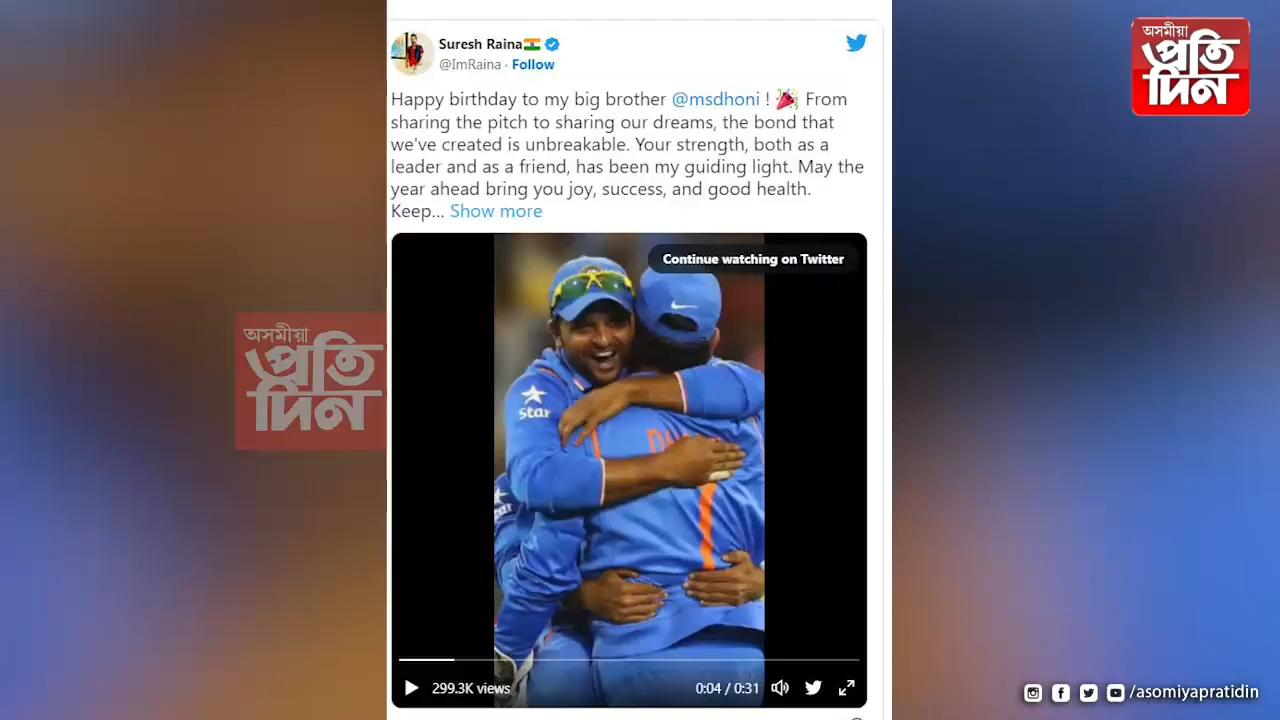 Suresh Raina
@ImRaina · Follow
Happy birthday to my big brother @msdhoni ! From
sharing the pitch to sharing our dreams, the bond that
we've created is unbreakable. Your strength, both as a
leader and as a friend, has been my guiding light. May the
year ahead bring you joy, success, and good health.
Keep... Show more
Continue watching on Twitter
Star
299.3K views
0:04 / 0:31
অসমীয়া
প্ৰতি
দিন
অসমীয়া
প্ৰতি
দিন
/asomiyapratidin